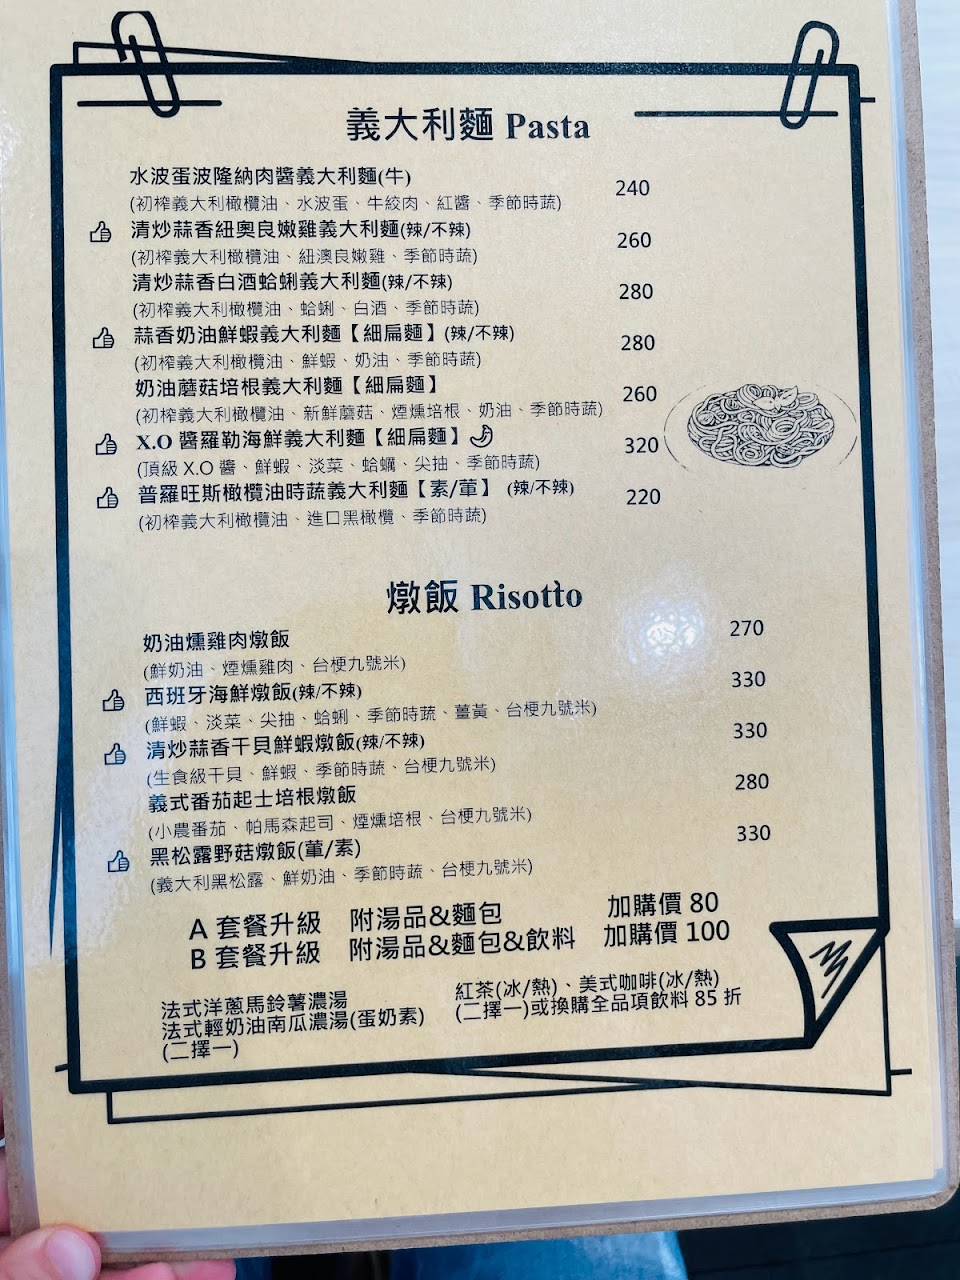 義大利麵 Pasta
水波蛋波隆納肉醬義大利麵(牛) 240
(初榨義大利橄欖油、水波蛋、牛絞肉、紅醬、季節時蔬)
清炒蒜香紐奧良嫩雞義大利麵(辣/不辣) 260
(初榨義大利橄欖油、紐澳良嫩雞、季節時蔬)
清炒蒜香白酒蛤蜊義大利麵(辣/不辣) 280
(初榨義大利橄欖油、蛤蜊、白酒、季節時蔬)
蒜香奶油鮮蝦義大利麵【細扁麵】(辣/不辣) 280
(初榨義大利橄欖油、鮮蝦、奶油、季節時蔬)
奶油蘑菇培根義大利麵【細扁麵】 260
(初榨義大利橄欖油、新鮮蘑菇、煙燻培根、奶油、季節時蔬)
X.O 醬羅勒海鮮義大利麵【細扁麵】 320
(頂級 X.O 醬、鮮蝦、淡菜、蛤蠣、尖抽、季節時蔬)
普羅旺斯橄欖油時蔬義大利麵【素/葷】 (辣/不辣) 220
(初榨義大利橄欖油、進口黑橄欖、季節時蔬)
燉飯 Risotto
奶油燻雞肉燉飯 270
(鮮奶油、煙燻雞肉、台梗九號米)
西班牙海鮮燉飯(辣/不辣) 330
(鮮蝦、淡菜、尖抽、蛤蜊、季節時蔬、薑黃、台梗九號米)
清炒蒜香干貝鮮蝦燉飯(辣/不辣) 330
(生食級干貝、鮮蝦、季節時蔬、台梗九號米)
義式番茄起士培根燉飯 280
(小農番茄、帕馬森起司、煙燻培根、台梗九號米)
黑松露野菇燉飯(葷/素) 330
(義大利黑松露、鮮奶油、季節時蔬、台梗九號米)
A 套餐升級 附湯品&麵包 加購價 80
B 套餐升級 附湯品&麵包&飲料 加購價 100
法式洋蔥馬鈴薯濃湯
法式輕奶油南瓜濃湯(蛋奶素)
(二擇一)
紅茶(冰/熱)、美式咖啡(冰/熱)
(二擇一)或換購全品項飲料 85 折